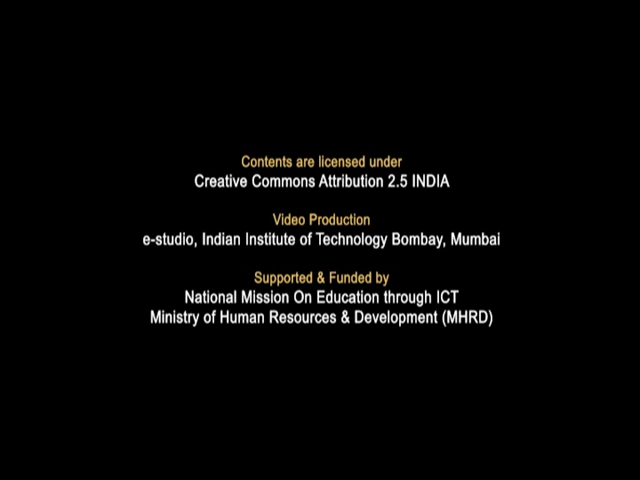 Contents are licensed under
Creative Commons Attribution 2.5 INDIA
Video Production
e-studio, Indian Institute of Technology Bombay, Mumbai
Supported & Funded by
National Mission On Education through ICT
Ministry of Human Resources & Development (MHRD)